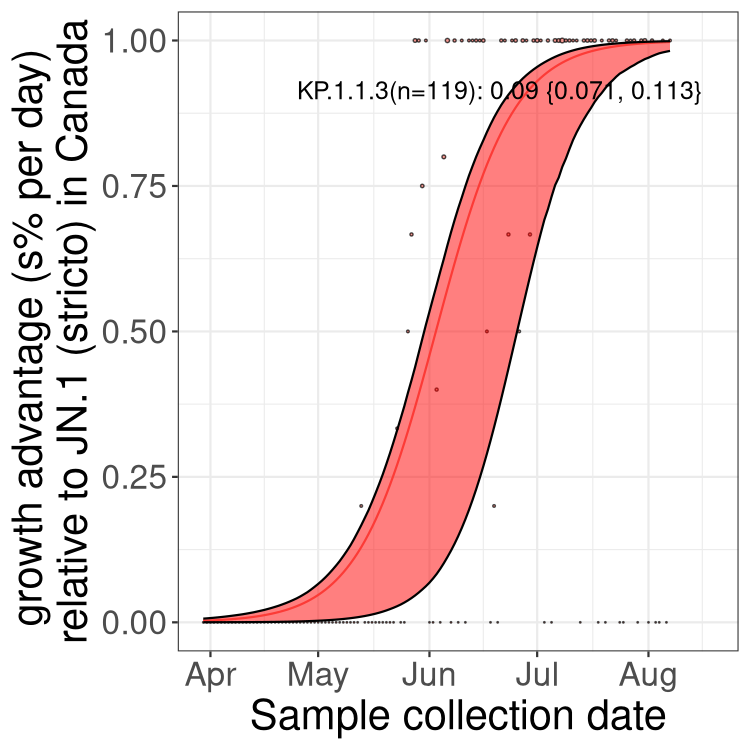 growth advantage (s% per day)
relative to JN.1 (stricto) in Canada
1.00
0.75
0.50
0.25
0.00
KP.1.1.3(n=119): 0.09 {0.071, 0.113}
Apr May Jun Jul Aug
Sample collection date